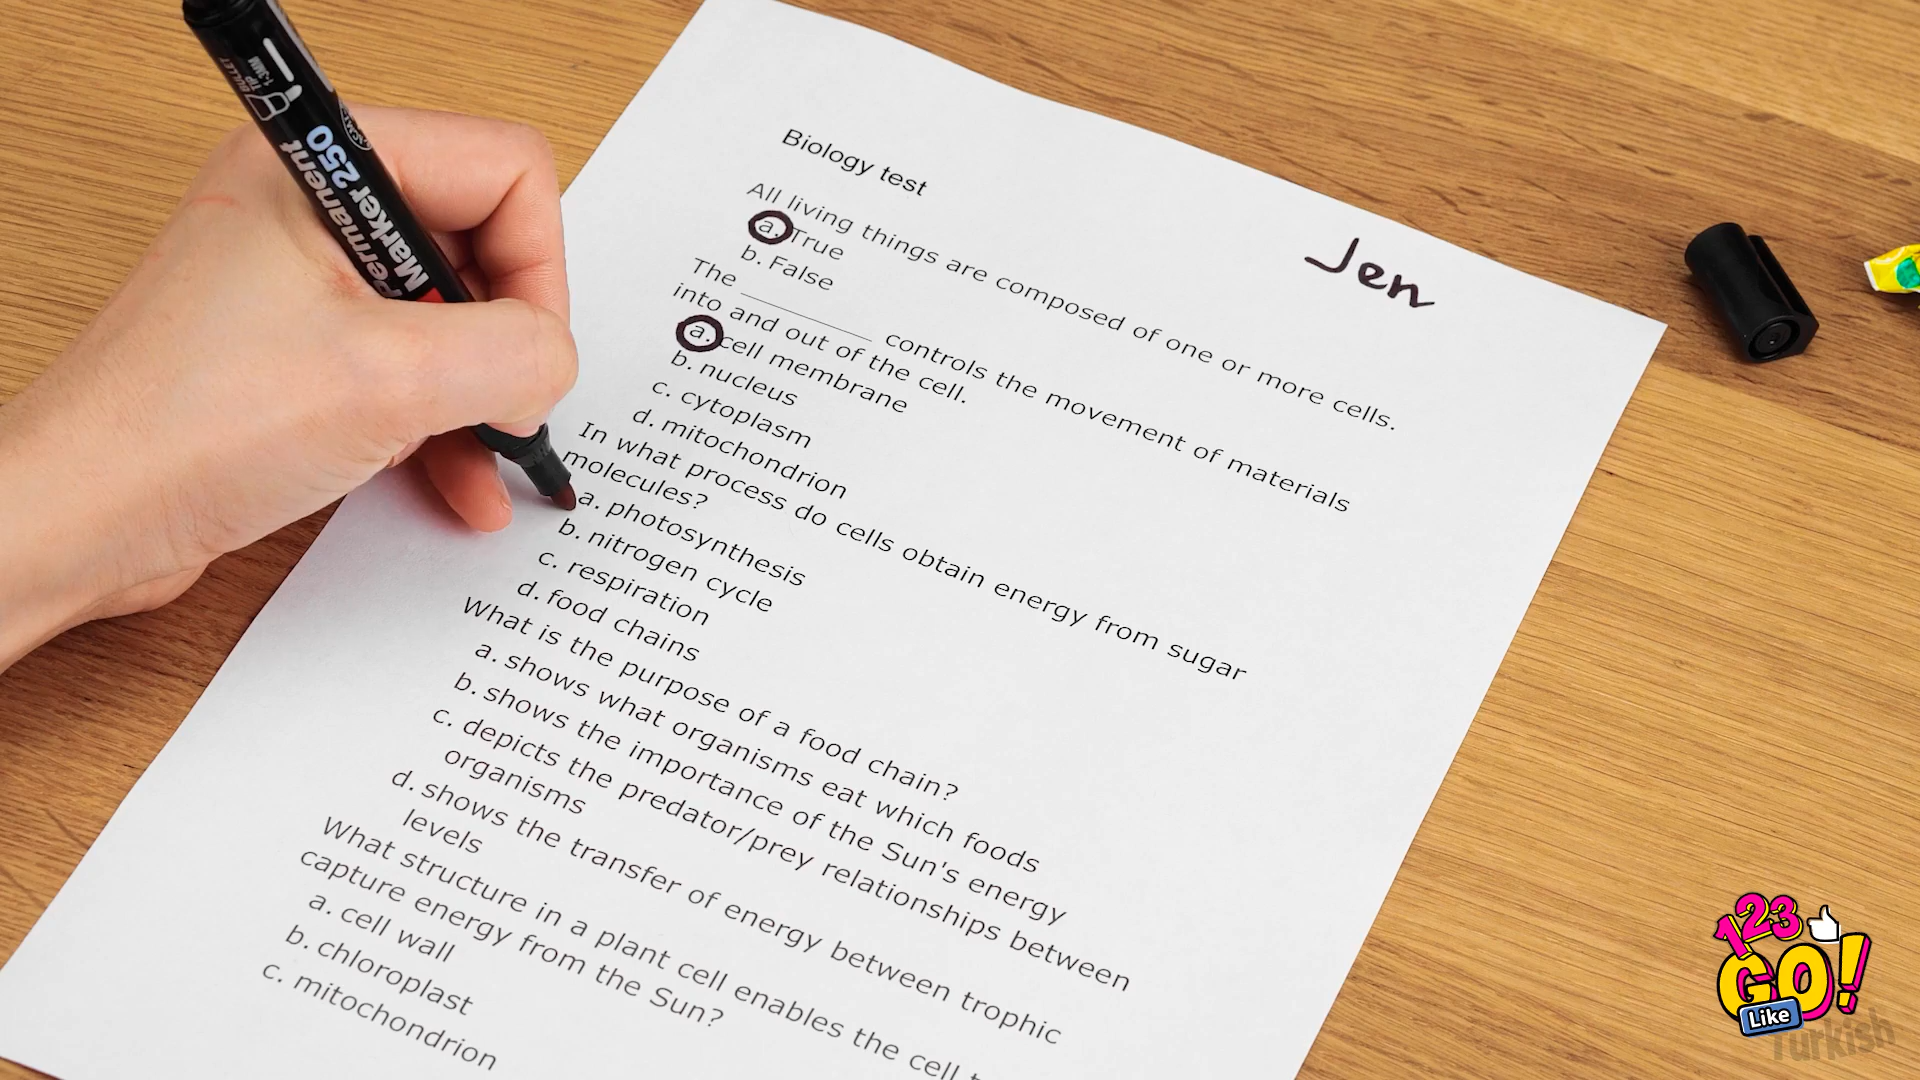 Biology test
Jen
All living things are composed of one or more cells.
a. True
b. False
The __________ controls the movement of materials
into and out of the cell.
a. cell membrane
b. nucleus
c. cytoplasm
d. mitochondrion
In what process do cells obtain energy from sugar
molecules?
a. photosynthesis
b. nitrogen cycle
c. respiration
d. food chains
What is the purpose of a food chain?
a. shows what organisms eat which foods
b. shows the importance of the Sun's energy
c. depicts the predator/prey relationships between
organisms
d. shows the transfer of energy between trophic
levels
What structure in a plant cell enables the cell
capture energy from the Sun?
a. cell wall
b. chloroplast
c. mitochondrion
Permanent
Marker 250
BULLET
TIP
1-3MM
123
GO!
Like
Turkish